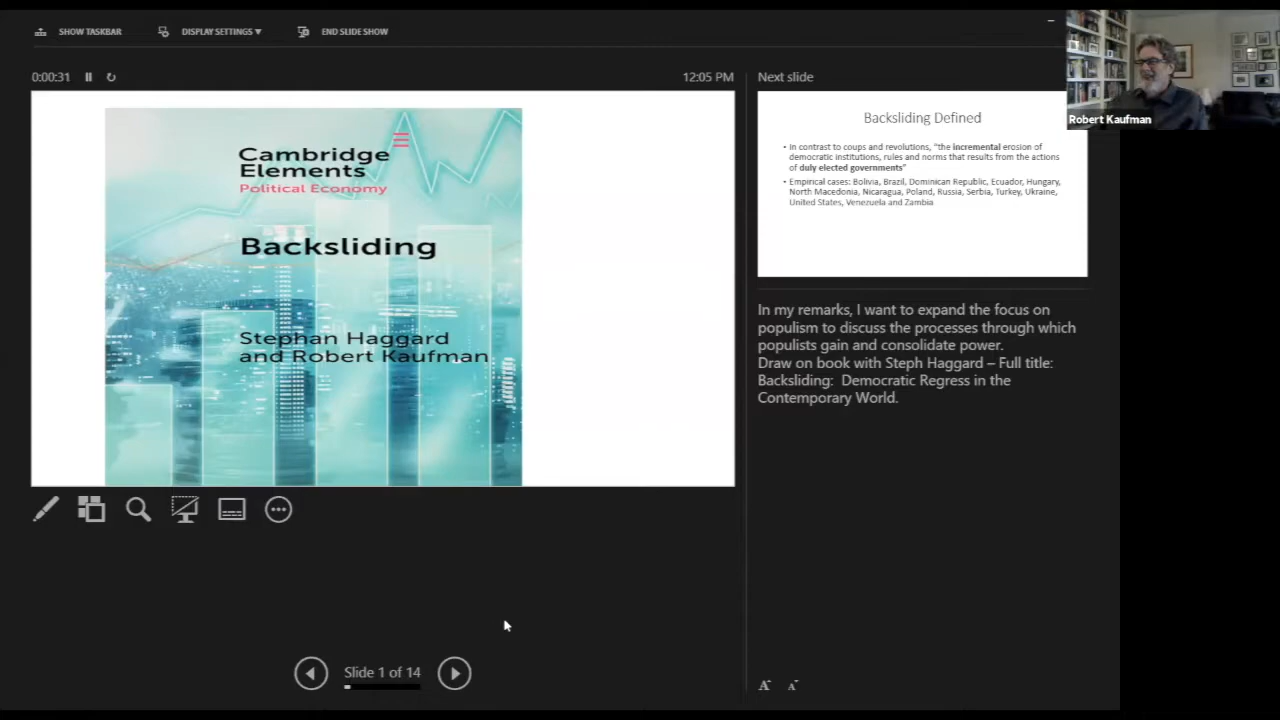 SHOW TASKBAR
DISPLAY SETTINGS ▼
END SLIDE SHOW
0:00:31
12:05 PM
Cambridge
Elements
Political Economy
Backsliding
Stephan Haggard
and Robert Kaufman
Slide 1 of 14
Next slide
Backsliding Defined
• In contrast to coups and revolutions, “the incremental erosion of
democratic institutions, rules and norms that results from the actions
of duly elected governments”
• Empirical cases: Bolivia, Brazil, Dominican Republic, Ecuador, Hungary,
North Macedonia, Nicaragua, Poland, Russia, Serbia, Turkey, Ukraine,
United States, Venezuela and Zambia
Robert Kaufman
In my remarks, I want to expand the focus on
populism to discuss the processes through which
populists gain and consolidate power.
Draw on book with Steph Haggard – Full title:
Backsliding: Democratic Regress in the
Contemporary World.
A A